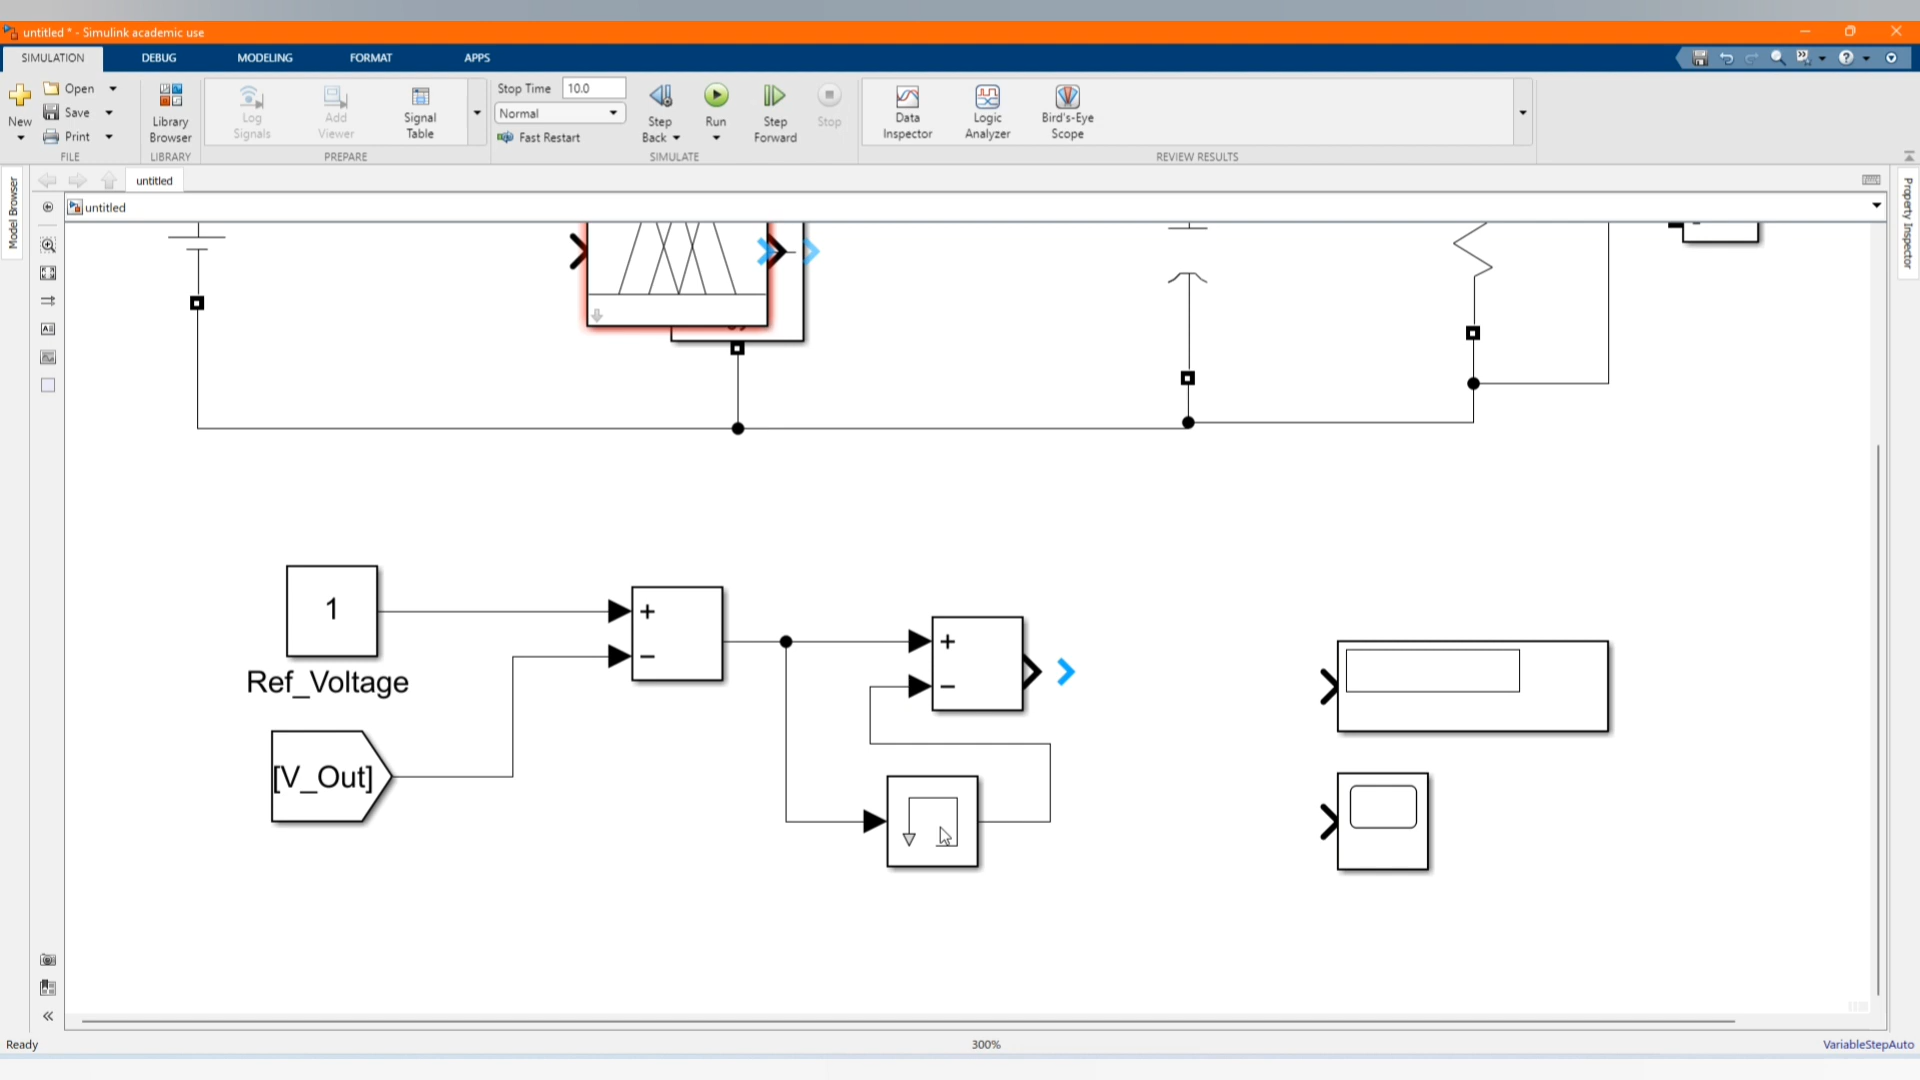 untitled * - Simulink academic use
SIMULATION
DEBUG
MODELING
FORMAT
APPS
New
Open
Save
Print
FILE
Library
Browser
LIBRARY
Log
Signals
Add
Viewer
Signal
Table
PREPARE
Stop Time 10.0
Normal
Fast Restart
Step
Back
Run
Step
Forward
Stop
SIMULATE
Data
Inspector
Logic
Analyzer
Bird's-Eye
Scope
REVIEW RESULTS
untitled
untitled
Model Browser
Property Inspector
1
Ref_Voltage
[V_Out]
+
−
+
−
Ready
300%
VariableStepAuto